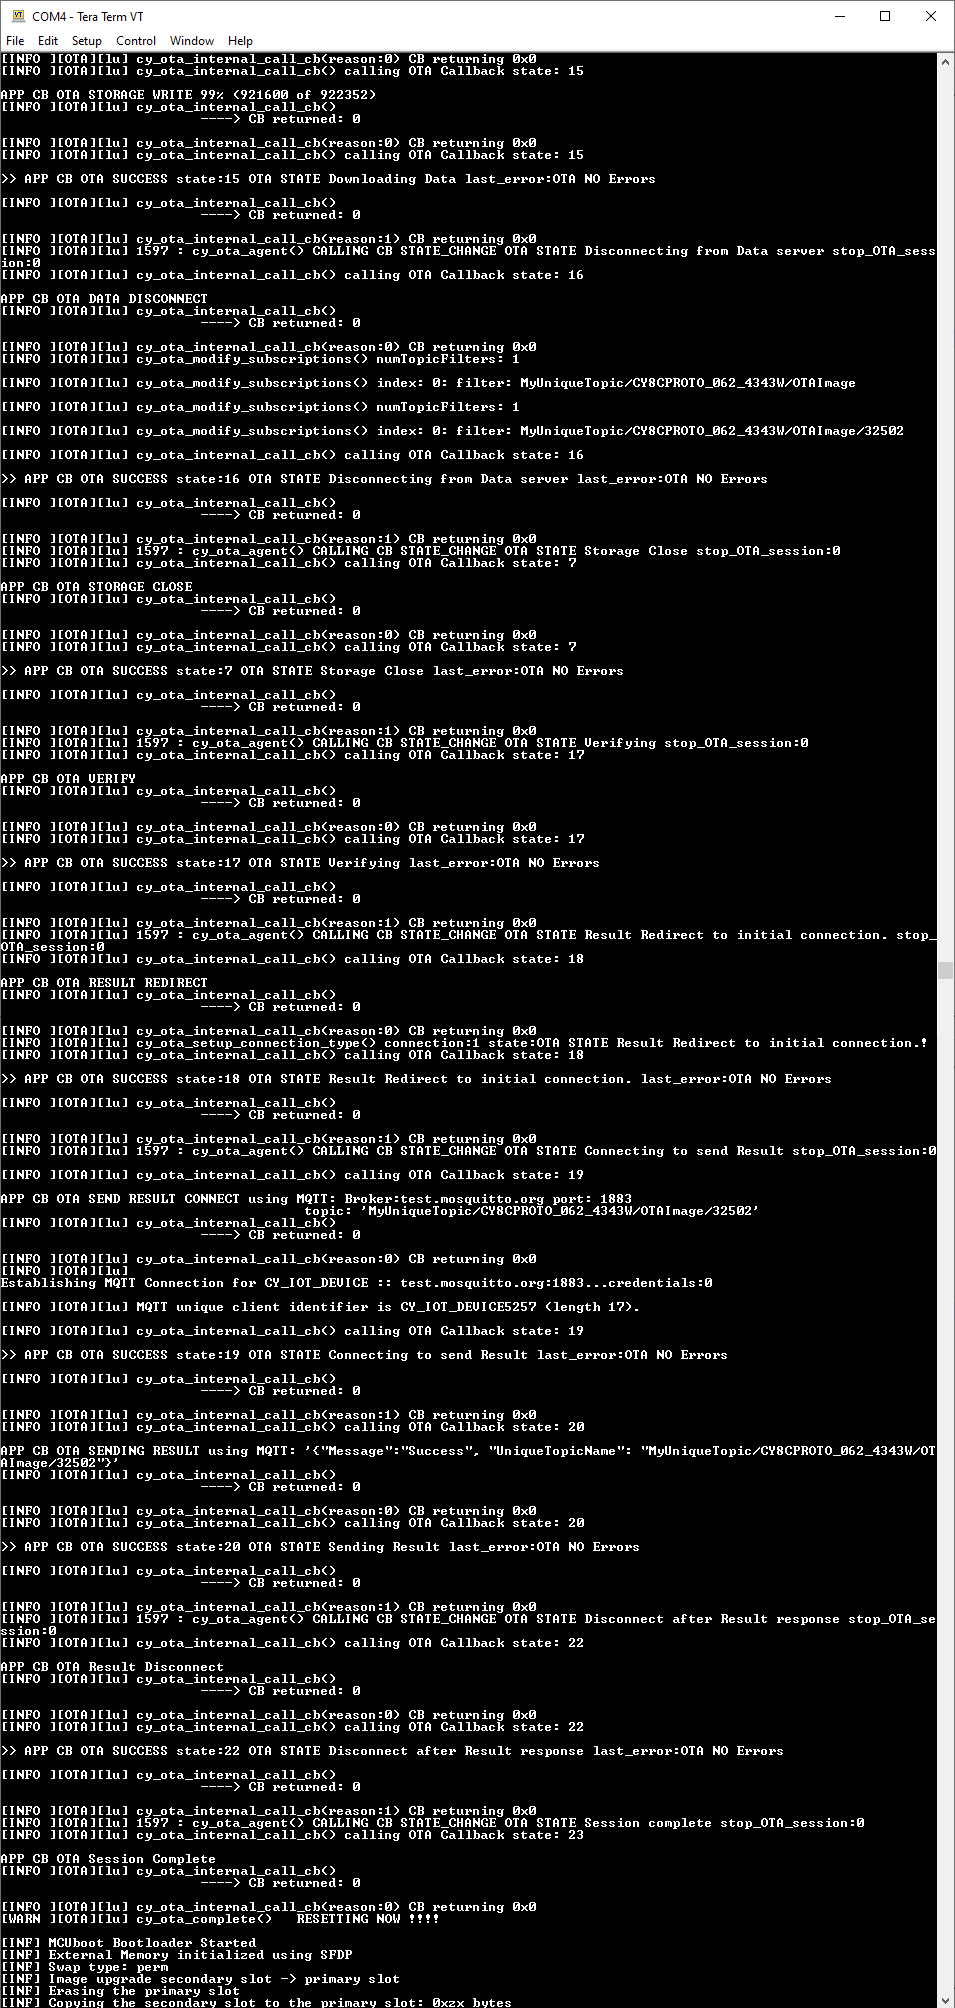 COM4 - Tera Term VT
File Edit Setup Control Window Help
[INFO ][OTA][lu] cy_ota_internal_call_cb(reason:0) CB returning 0x0
[INFO ][OTA][lu] cy_ota_internal_call_cb() calling OTA Callback state: 15
APP CB OTA STORAGE WRITE 99% (921600 of 922352)
[INFO ][OTA][lu] cy_ota_internal_call_cb()
----> CB returned: 0
[INFO ][OTA][lu] cy_ota_internal_call_cb(reason:0) CB returning 0x0
[INFO ][OTA][lu] cy_ota_internal_call_cb() calling OTA Callback state: 15
>> APP CB OTA SUCCESS state:15 OTA STATE Downloading Data last_error:OTA NO Errors
[INFO ][OTA][lu] cy_ota_internal_call_cb()
----> CB returned: 0
[INFO ][OTA][lu] cy_ota_internal_call_cb(reason:1) CB returning 0x0
[INFO ][OTA][lu] 1597 : cy_ota_agent() CALLING CB STATE_CHANGE OTA STATE Disconnecting from Data server stop_OTA_sess
ion:0
[INFO ][OTA][lu] cy_ota_internal_call_cb() calling OTA Callback state: 16
APP CB OTA DATA DISCONNECT
[INFO ][OTA][lu] cy_ota_internal_call_cb()
----> CB returned: 0
[INFO ][OTA][lu] cy_ota_internal_call_cb(reason:0) CB returning 0x0
[INFO ][OTA][lu] cy_ota_modify_subscriptions() numTopicFilters: 1
[INFO ][OTA][lu] cy_ota_modify_subscriptions() index: 0: filter: MyUniqueTopic/CY8CPROTO_062_4343W/OTAImage
[INFO ][OTA][lu] cy_ota_modify_subscriptions() numTopicFilters: 1
[INFO ][OTA][lu] cy_ota_modify_subscriptions() index: 0: filter: MyUniqueTopic/CY8CPROTO_062_4343W/OTAImage/32502
[INFO ][OTA][lu] cy_ota_internal_call_cb() calling OTA Callback state: 16
>> APP CB OTA SUCCESS state:16 OTA STATE Disconnecting from Data server last_error:OTA NO Errors
[INFO ][OTA][lu] cy_ota_internal_call_cb()
----> CB returned: 0
[INFO ][OTA][lu] cy_ota_internal_call_cb(reason:1) CB returning 0x0
[INFO ][OTA][lu] 1597 : cy_ota_agent() CALLING CB STATE_CHANGE OTA STATE Storage Close stop_OTA_session:0
[INFO ][OTA][lu] cy_ota_internal_call_cb() calling OTA Callback state: 7
APP CB OTA STORAGE CLOSE
[INFO ][OTA][lu] cy_ota_internal_call_cb()
----> CB returned: 0
[INFO ][OTA][lu] cy_ota_internal_call_cb(reason:0) CB returning 0x0
[INFO ][OTA][lu] cy_ota_internal_call_cb() calling OTA Callback state: 7
>> APP CB OTA SUCCESS state:7 OTA STATE Storage Close last_error:OTA NO Errors
[INFO ][OTA][lu] cy_ota_internal_call_cb()
----> CB returned: 0
[INFO ][OTA][lu] cy_ota_internal_call_cb(reason:1) CB returning 0x0
[INFO ][OTA][lu] 1597 : cy_ota_agent() CALLING CB STATE_CHANGE OTA STATE Verifying stop_OTA_session:0
[INFO ][OTA][lu] cy_ota_internal_call_cb() calling OTA Callback state: 17
APP CB OTA VERIFY
[INFO ][OTA][lu] cy_ota_internal_call_cb()
----> CB returned: 0
[INFO ][OTA][lu] cy_ota_internal_call_cb(reason:0) CB returning 0x0
[INFO ][OTA][lu] cy_ota_internal_call_cb() calling OTA Callback state: 17
>> APP CB OTA SUCCESS state:17 OTA STATE Verifying last_error:OTA NO Errors
[INFO ][OTA][lu] cy_ota_internal_call_cb()
----> CB returned: 0
[INFO ][OTA][lu] cy_ota_internal_call_cb(reason:1) CB returning 0x0
[INFO ][OTA][lu] 1597 : cy_ota_agent() CALLING CB STATE_CHANGE OTA STATE Result Redirect to initial connection. stop_
OTA_session:0
[INFO ][OTA][lu] cy_ota_internal_call_cb() calling OTA Callback state: 18
APP CB OTA RESULT REDIRECT
[INFO ][OTA][lu] cy_ota_internal_call_cb()
----> CB returned: 0
[INFO ][OTA][lu] cy_ota_internal_call_cb(reason:0) CB returning 0x0
[INFO ][OTA][lu] cy_ota_setup_connection_type() connection:1 state:OTA STATE Result Redirect to initial connection.!
[INFO ][OTA][lu] cy_ota_internal_call_cb() calling OTA Callback state: 18
>> APP CB OTA SUCCESS state:18 OTA STATE Result Redirect to initial connection. last_error:OTA NO Errors
[INFO ][OTA][lu] cy_ota_internal_call_cb()
----> CB returned: 0
[INFO ][OTA][lu] cy_ota_internal_call_cb(reason:1) CB returning 0x0
[INFO ][OTA][lu] 1597 : cy_ota_agent() CALLING CB STATE_CHANGE OTA STATE Connecting to send Result stop_OTA_session:0
[INFO ][OTA][lu] cy_ota_internal_call_cb() calling OTA Callback state: 19
APP CB OTA SEND RESULT CONNECT using MQTT: Broker:test.mosquitto.org port: 1883
topic: 'MyUniqueTopic/CY8CPROTO_062_4343W/OTAImage/32502'
[INFO ][OTA][lu] cy_ota_internal_call_cb()
----> CB returned: 0
[INFO ][OTA][lu] cy_ota_internal_call_cb(reason:0) CB returning 0x0
[INFO ][OTA][lu]
Establishing MQTT Connection for CY_IOT_DEVICE :: test.mosquitto.org:1883...credentials:0
[INFO ][OTA][lu] MQTT unique client identifier is CY_IOT_DEVICE5257 (length 17).
[INFO ][OTA][lu] cy_ota_internal_call_cb() calling OTA Callback state: 19
>> APP CB OTA SUCCESS state:19 OTA STATE Connecting to send Result last_error:OTA NO Errors
[INFO ][OTA][lu] cy_ota_internal_call_cb()
----> CB returned: 0
[INFO ][OTA][lu] cy_ota_internal_call_cb(reason:1) CB returning 0x0
[INFO ][OTA][lu] cy_ota_internal_call_cb() calling OTA Callback state: 20
APP CB OTA SENDING RESULT using MQTT: '{"Message":"Success", "UniqueTopicName": "MyUniqueTopic/CY8CPROTO_062_4343W/OT
AImage/32502"}'
[INFO ][OTA][lu] cy_ota_internal_call_cb()
----> CB returned: 0
[INFO ][OTA][lu] cy_ota_internal_call_cb(reason:0) CB returning 0x0
[INFO ][OTA][lu] cy_ota_internal_call_cb() calling OTA Callback state: 20
>> APP CB OTA SUCCESS state:20 OTA STATE Sending Result last_error:OTA NO Errors
[INFO ][OTA][lu] cy_ota_internal_call_cb()
----> CB returned: 0
[INFO ][OTA][lu] cy_ota_internal_call_cb(reason:1) CB returning 0x0
[INFO ][OTA][lu] 1597 : cy_ota_agent() CALLING CB STATE_CHANGE OTA STATE Disconnect after Result response stop_OTA_se
ssion:0
[INFO ][OTA][lu] cy_ota_internal_call_cb() calling OTA Callback state: 22
APP CB OTA Result Disconnect
[INFO ][OTA][lu] cy_ota_internal_call_cb()
----> CB returned: 0
[INFO ][OTA][lu] cy_ota_internal_call_cb(reason:0) CB returning 0x0
[INFO ][OTA][lu] cy_ota_internal_call_cb() calling OTA Callback state: 22
>> APP CB OTA SUCCESS state:22 OTA STATE Disconnect after Result response last_error:OTA NO Errors
[INFO ][OTA][lu] cy_ota_internal_call_cb()
----> CB returned: 0
[INFO ][OTA][lu] cy_ota_internal_call_cb(reason:1) CB returning 0x0
[INFO ][OTA][lu] 1597 : cy_ota_agent() CALLING CB STATE_CHANGE OTA STATE Session complete stop_OTA_session:0
[INFO ][OTA][lu] cy_ota_internal_call_cb() calling OTA Callback state: 23
APP CB OTA Session Complete
[INFO ][OTA][lu] cy_ota_internal_call_cb()
----> CB returned: 0
[INFO ][OTA][lu] cy_ota_internal_call_cb(reason:0) CB returning 0x0
[WARN ][OTA][lu] cy_ota_complete()   RESETTING NOW !!!!
[INF] MCUboot Bootloader Started
[INF] External Memory initialized using SFDP
[INF] Swap type: perm
[INF] Image upgrade secondary slot -> primary slot
[INF] Erasing the primary slot
[INF] Copying the secondary slot to the primary slot: 0xzx bytes